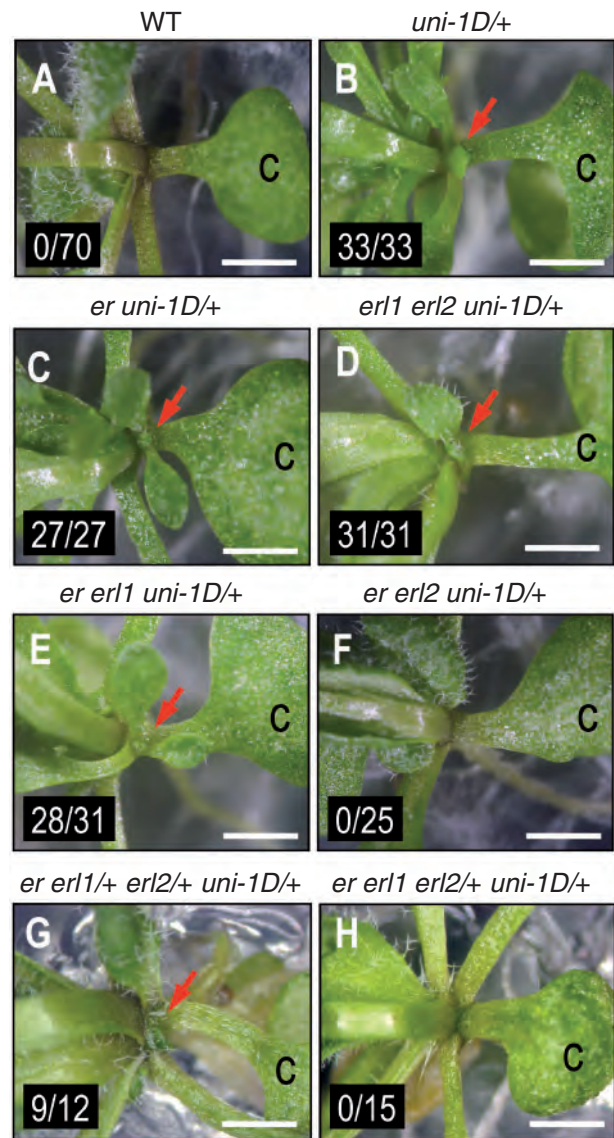 WT
uni-1D/+
A
C
0/70
B
C
33/33
er uni-1D/+
erl1 erl2 uni-1D/+
C
C
27/27
D
C
31/31
er erl1 uni-1D/+
er erl2 uni-1D/+
E
C
28/31
F
C
0/25
er erl1/+ erl2/+ uni-1D/+
er erl1 erl2/+ uni-1D/+
G
C
9/12
H
C
0/15